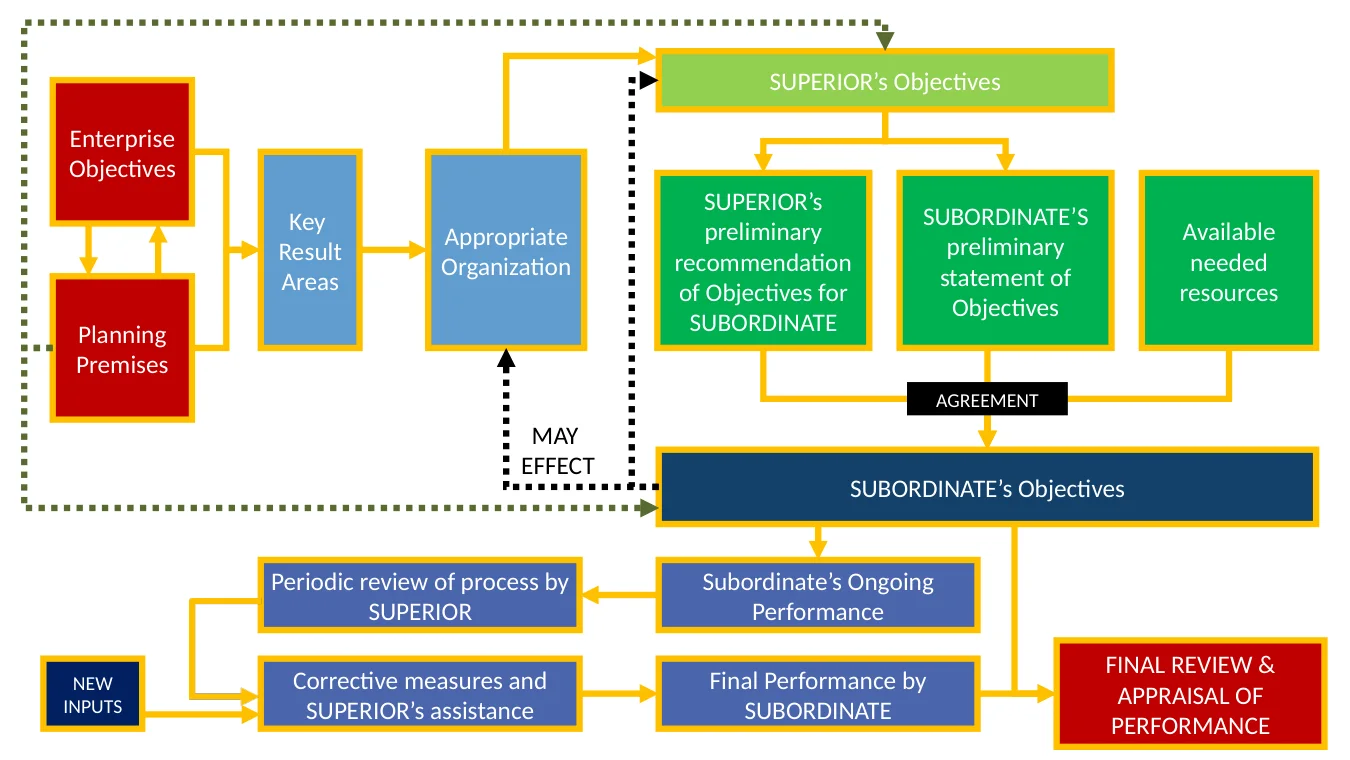 SUPERIOR’s Objectives
Enterprise
Objectives
Key
Result
Areas
Appropriate
Organization
SUPERIOR’s
preliminary
recommendation
of Objectives for
SUBORDINATE
SUBORDINATE’S
preliminary
statement of
Objectives
Available
needed
resources
Planning
Premises
AGREEMENT
MAY
EFFECT
SUBORDINATE’s Objectives
Periodic review of process by
SUPERIOR
Subordinate’s Ongoing
Performance
NEW
INPUTS
Corrective measures and
SUPERIOR’s assistance
Final Performance by
SUBORDINATE
FINAL REVIEW &
APPRAISAL OF
PERFORMANCE